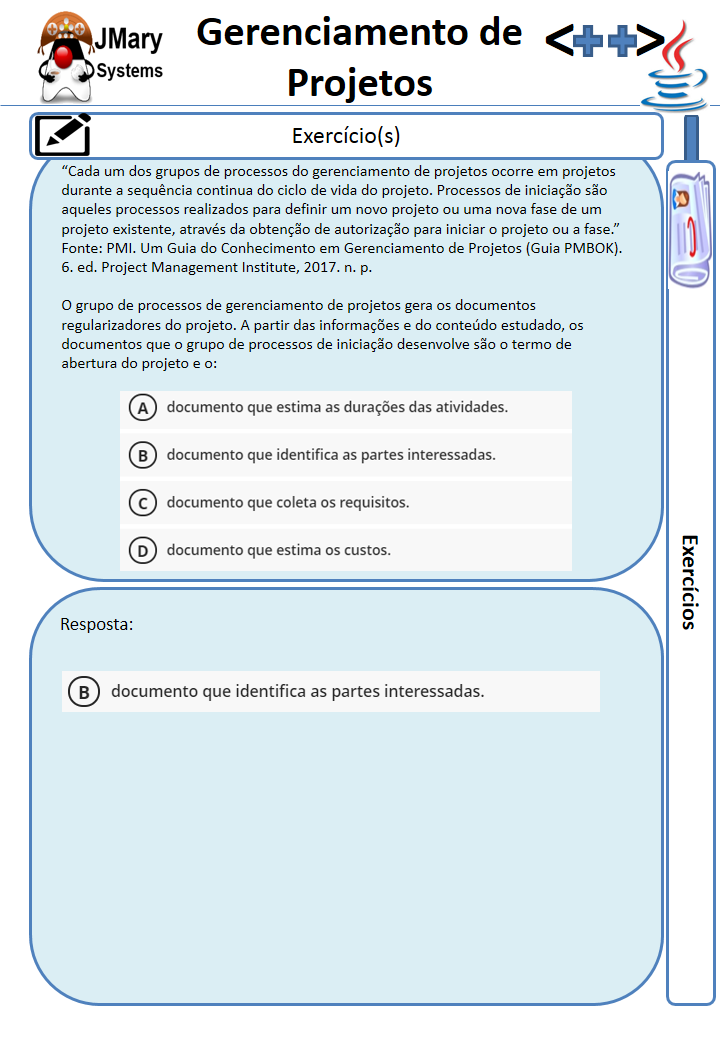 JMary
Systems
Gerenciamento de
Projetos
<++>
Exercício(s)
“Cada um dos grupos de processos do gerenciamento de projetos ocorre em projetos
durante a sequência continua do ciclo de vida do projeto. Processos de iniciação são
aqueles processos realizados para definir um novo projeto ou uma nova fase de um
projeto existente, através da obtenção de autorização para iniciar o projeto ou a fase.”
Fonte: PMI. Um Guia do Conhecimento em Gerenciamento de Projetos (Guia PMBOK).
6. ed. Project Management Institute, 2017. n. p.
O grupo de processos de gerenciamento de projetos gera os documentos
regularizadores do projeto. A partir das informações e do conteúdo estudado, os
documentos que o grupo de processos de iniciação desenvolve são o termo de
abertura do projeto e o:
A documento que estima as durações das atividades.
B documento que identifica as partes interessadas.
C documento que coleta os requisitos.
D documento que estima os custos.
Exercícios
Resposta:
B documento que identifica as partes interessadas.